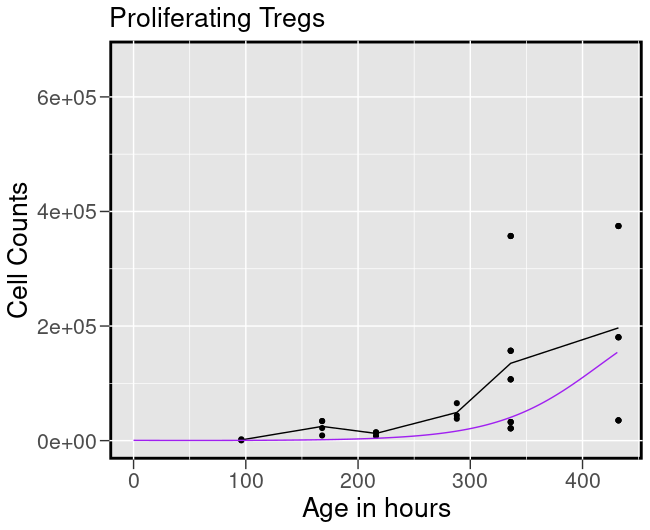 Proliferating Tregs
6e+05
4e+05
2e+05
0e+00
Cell Counts
0 100 200 300 400
Age in hours